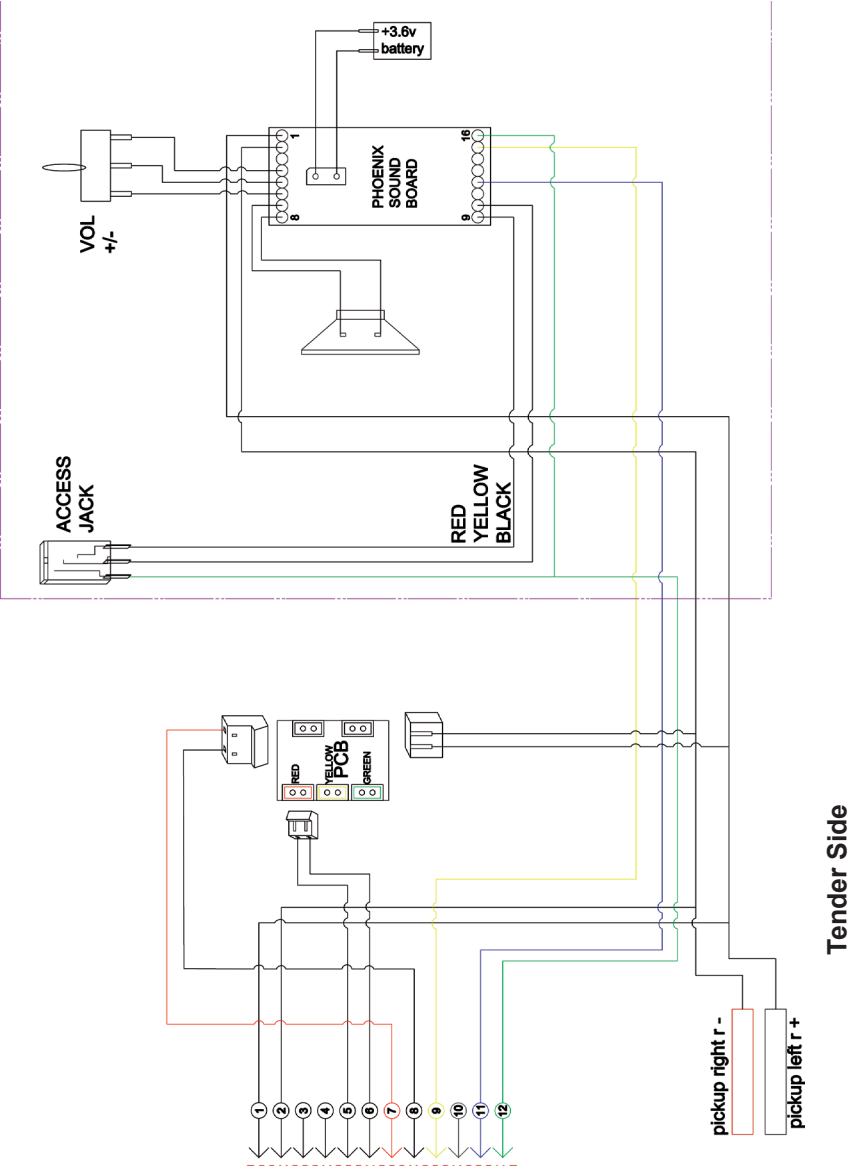 +3.6v
battery
1
16
PHOENIX
SOUND
BOARD
8
9
VOL
+/-
ACCESS
JACK
RED
YELLOW
BLACK
RED
YELLOW
PCB
GREEN
1
2
3
4
5
6
7
8
9
10
11
12
pickup right r -
pickup left r +
Tender Side